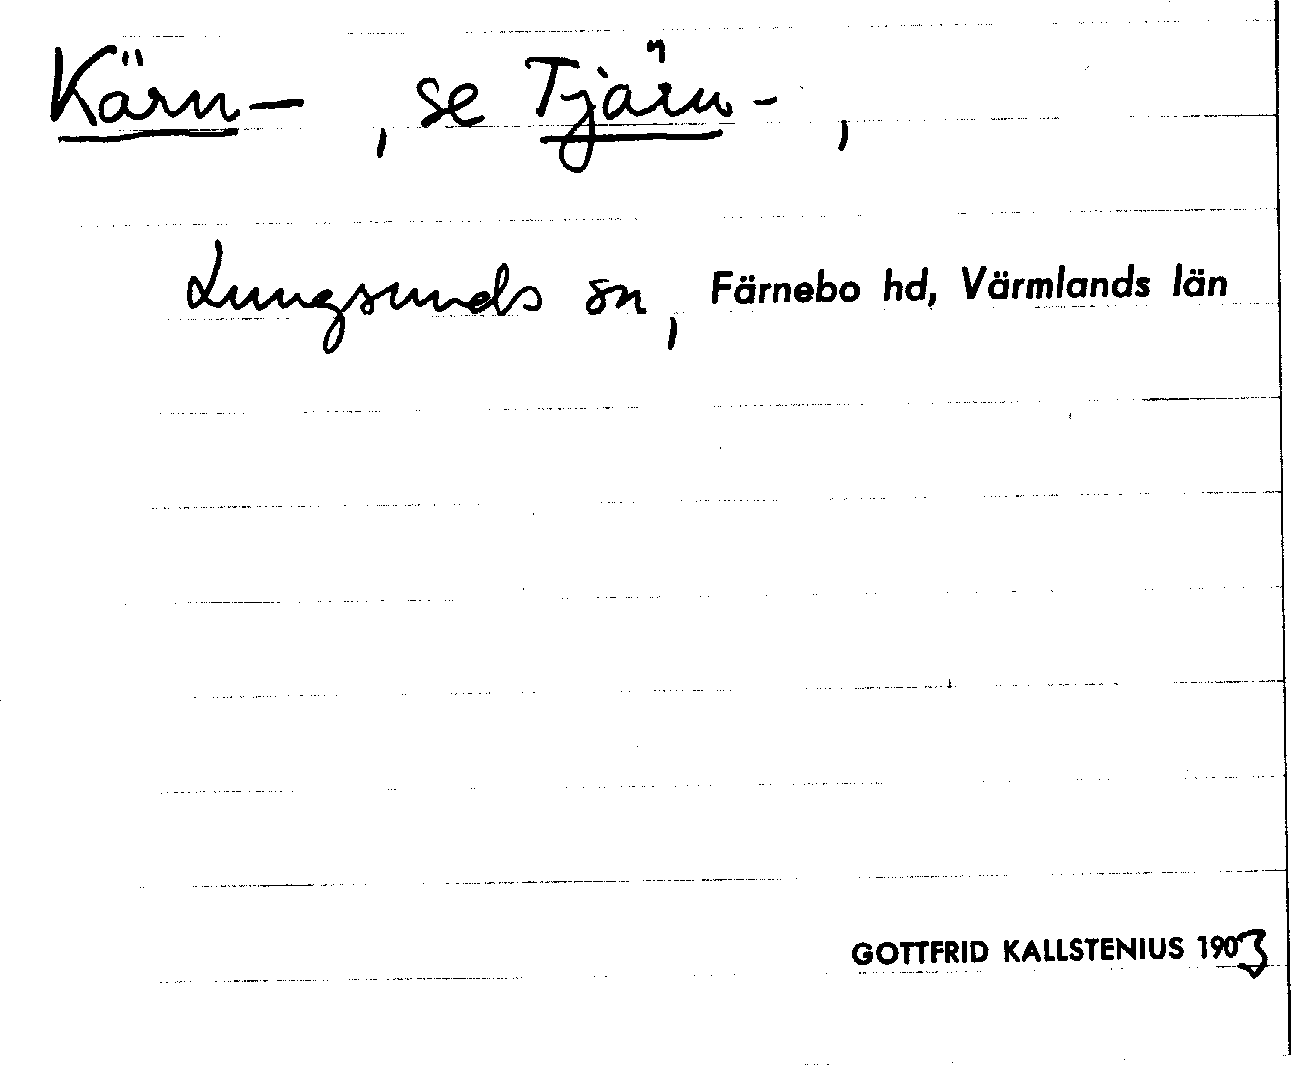 Kärn- , se Tjärn- ,
Lungsunds sn, Färnebo hd, Värmlands län
GOTTFRID KALLSTENIUS 1903